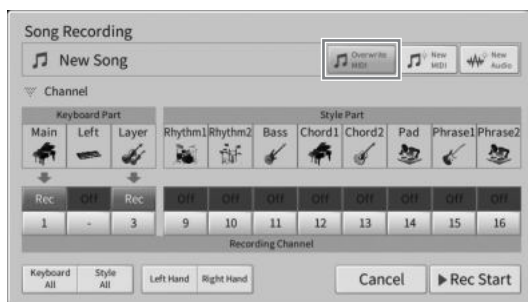 Song Recording
New Song
Overwrite MIDI
New MIDI
New Audio
Channel
Keyboard Part
Style Part
Main Left Layer Rhythm1 Rhythm2 Bass Chord1 Chord2 Pad Phrase1 Phrase2
Rec Off Rec Off Off Off Off Off Off Off Off
1 - 3 9 10 11 12 13 14 15 16
Recording Channel
Keyboard All
Style All
Left Hand Right Hand Cancel ▶Rec Start